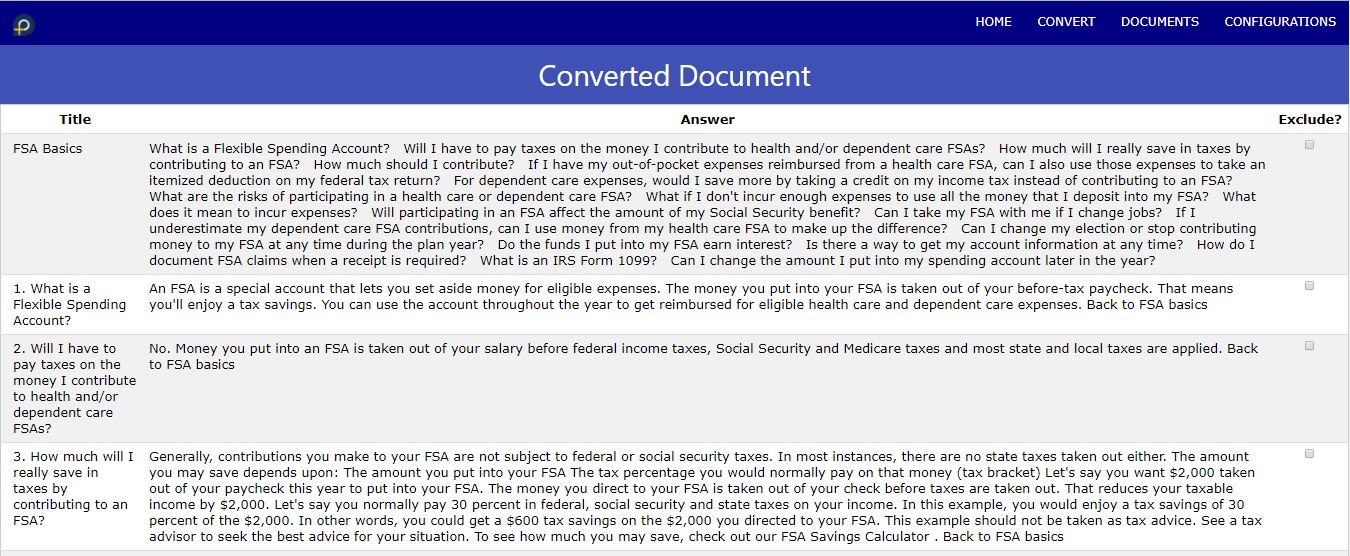 HOME CONVERT DOCUMENTS CONFIGURATIONS
Converted Document
Title Answer Exclude?
FSA Basics
What is a Flexible Spending Account? Will I have to pay taxes on the money I contribute to health and/or dependent care FSAs? How much will I really save in taxes by
contributing to an FSA? How much should I contribute? If I have my out-of-pocket expenses reimbursed from a health care FSA, can I also use those expenses to take an
itemized deduction on my federal tax return? For dependent care expenses, would I save more by taking a credit on my income tax instead of contributing to an FSA?
What are the risks of participating in a health care or dependent care FSA? What if I don't incur enough expenses to use all the money that I deposit into my FSA? What
does it mean to incur expenses? Will participating in an FSA affect the amount of my Social Security benefit? Can I take my FSA with me if I change jobs? If I
underestimate my dependent care FSA contributions, can I use money from my health care FSA to make up the difference? Can I change my election or stop contributing
money to my FSA at any time during the plan year? Do the funds I put into my FSA earn interest? Is there a way to get my account information at any time? How do I
document FSA claims when a receipt is required? What is an IRS Form 1099? Can I change the amount I put into my spending account later in the year?
1. What is a
Flexible Spending
Account?
An FSA is a special account that lets you set aside money for eligible expenses. The money you put into your FSA is taken out of your before-tax paycheck. That means
you'll enjoy a tax savings. You can use the account throughout the year to get reimbursed for eligible health care and dependent care expenses. Back to FSA basics
2. Will I have to
pay taxes on the
money I contribute
to health and/or
dependent care
FSAs?
No. Money you put into an FSA is taken out of your salary before federal income taxes, Social Security and Medicare taxes and most state and local taxes are applied. Back
to FSA basics
3. How much will I
really save in
taxes by
contributing to an
FSA?
Generally, contributions you make to your FSA are not subject to federal or social security taxes. In most instances, there are no state taxes taken out either. The amount
you may save depends upon: The amount you put into your FSA The tax percentage you would normally pay on that money (tax bracket) Let's say you want $2,000 taken
out of your paycheck this year to put into your FSA. The money you direct to your FSA is taken out of your check before taxes are taken out. That reduces your taxable
income by $2,000. Let's say you normally pay 30 percent in federal, social security and state taxes on your income. In this example, you would enjoy a tax savings of 30
percent of the $2,000. In other words, you could get a $600 tax savings on the $2,000 you directed to your FSA. This example should not be taken as tax advice. See a tax
advisor to seek the best advice for your situation. To see how much you may save, check out our FSA Savings Calculator . Back to FSA basics